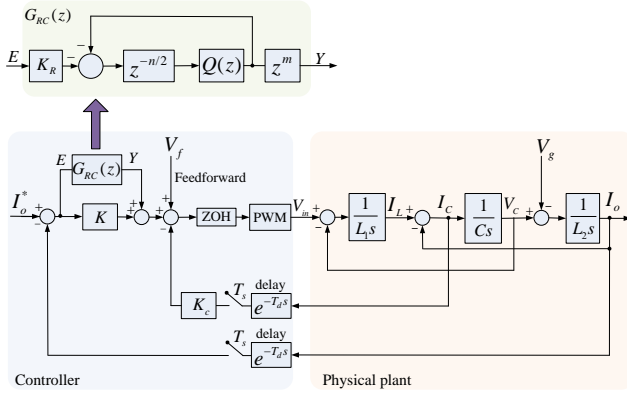 G_RC(z)
E K_R − − z^{-n/2} Q(z) z^m Y
E G_RC(z) Y
V_f
Feedforward
V_g
I_o^* + − K + + + + − ZOH PWM V_in + − 1/(L_1 s) I_L + − I_C 1/(Cs) V_C + − 1/(L_2 s) I_o
K_c T_s delay e^{-T_d s}
T_s delay e^{-T_d s}
Controller
Physical plant